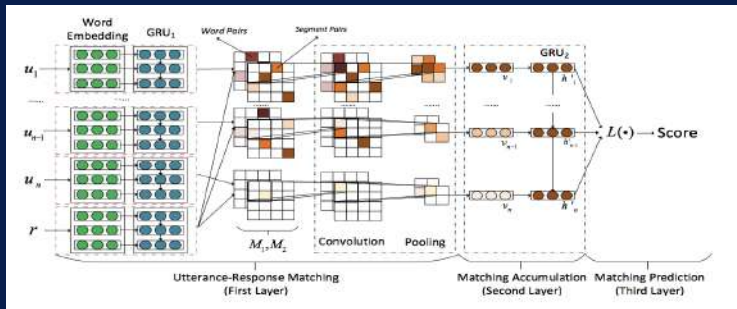 Word
Embedding
GRU₁
Word Pairs
Segment Pairs
GRU₂
u₁
......
uₙ₋₁
uₙ
r
......
......
......
......
v₁
h'₁
vₙ₋₁
h'ₙ₋₁
vₙ
h'ₙ
L(•)
Score
M₁,M₂
Convolution
Pooling
Utterance-Response Matching
(First Layer)
Matching Accumulation
(Second Layer)
Matching Prediction
(Third Layer)